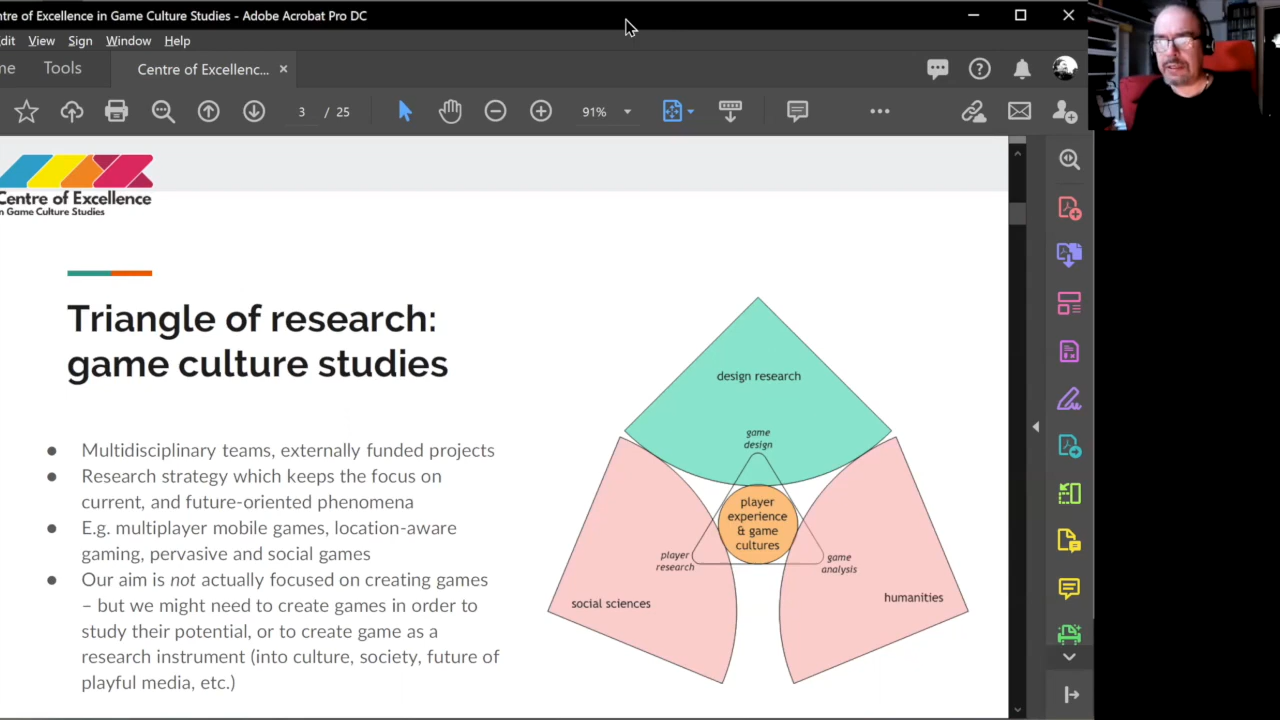 ntre of Excellence in Game Culture Studies - Adobe Acrobat Pro DC
dit View Sign Window Help
me Tools Centre of Excellenc... ×
3 / 25 91%
Centre of Excellence
n Game Culture Studies
Triangle of research:
game culture studies
● Multidisciplinary teams, externally funded projects
● Research strategy which keeps the focus on
current, and future-oriented phenomena
● E.g. multiplayer mobile games, location-aware
gaming, pervasive and social games
● Our aim is not actually focused on creating games
– but we might need to create games in order to
study their potential, or to create game as a
research instrument (into culture, society, future of
playful media, etc.)
design research
game
design
player
experience
& game
cultures
player
research
game
analysis
social sciences
humanities